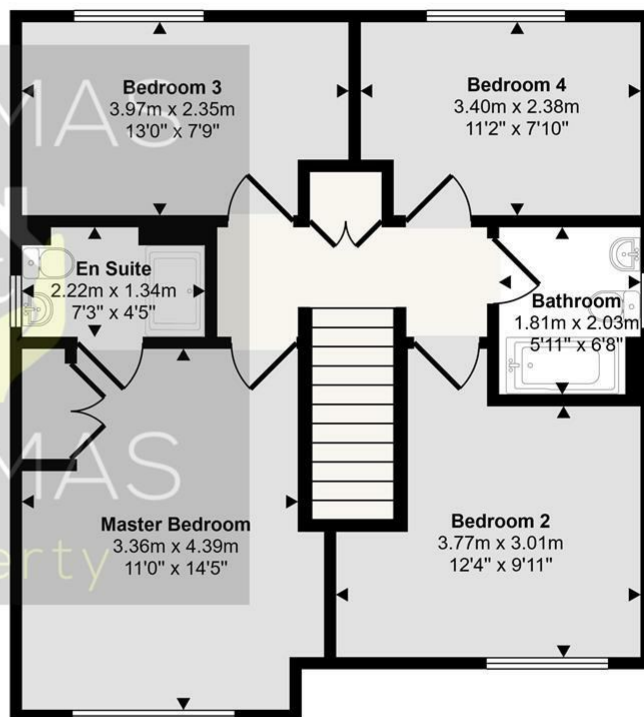 Bedroom 3
3.97m x 2.35m
13'0" x 7'9"
Bedroom 4
3.40m x 2.38m
11'2" x 7'10"
En Suite
2.22m x 1.34m
7'3" x 4'5"
Bathroom
1.81m x 2.03m
5'11" x 6'8"
Master Bedroom
3.36m x 4.39m
11'0" x 14'5"
Bedroom 2
3.77m x 3.01m
12'4" x 9'11"
MAS
MAS
erty